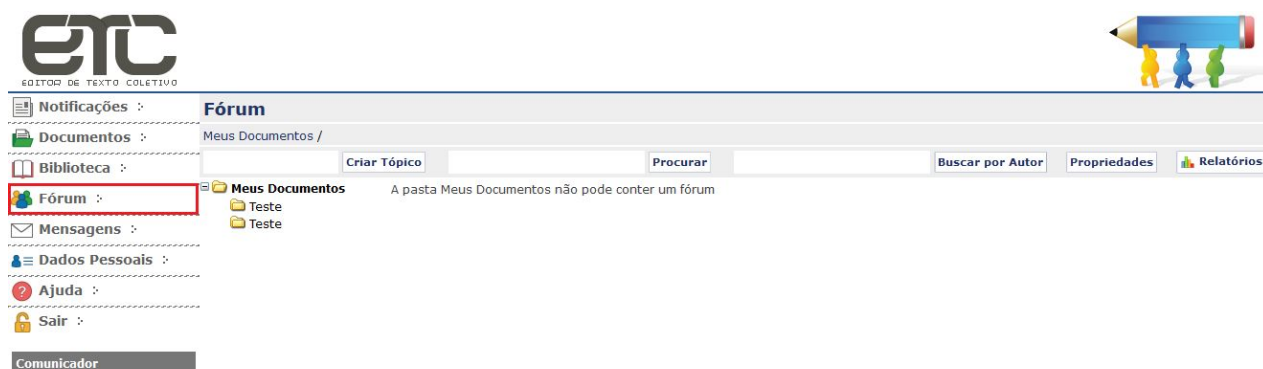 ETC
EDITOR DE TEXTO COLETIVO
Notificações
Documentos
Biblioteca
Fórum
Mensagens
Dados Pessoais
? Ajuda
Sair
Comunicador
Fórum
Meus Documentos /
Criar Tópico Procurar Buscar por Autor Propriedades Relatórios
Meus Documentos A pasta Meus Documentos não pode conter um fórum
Teste
Teste